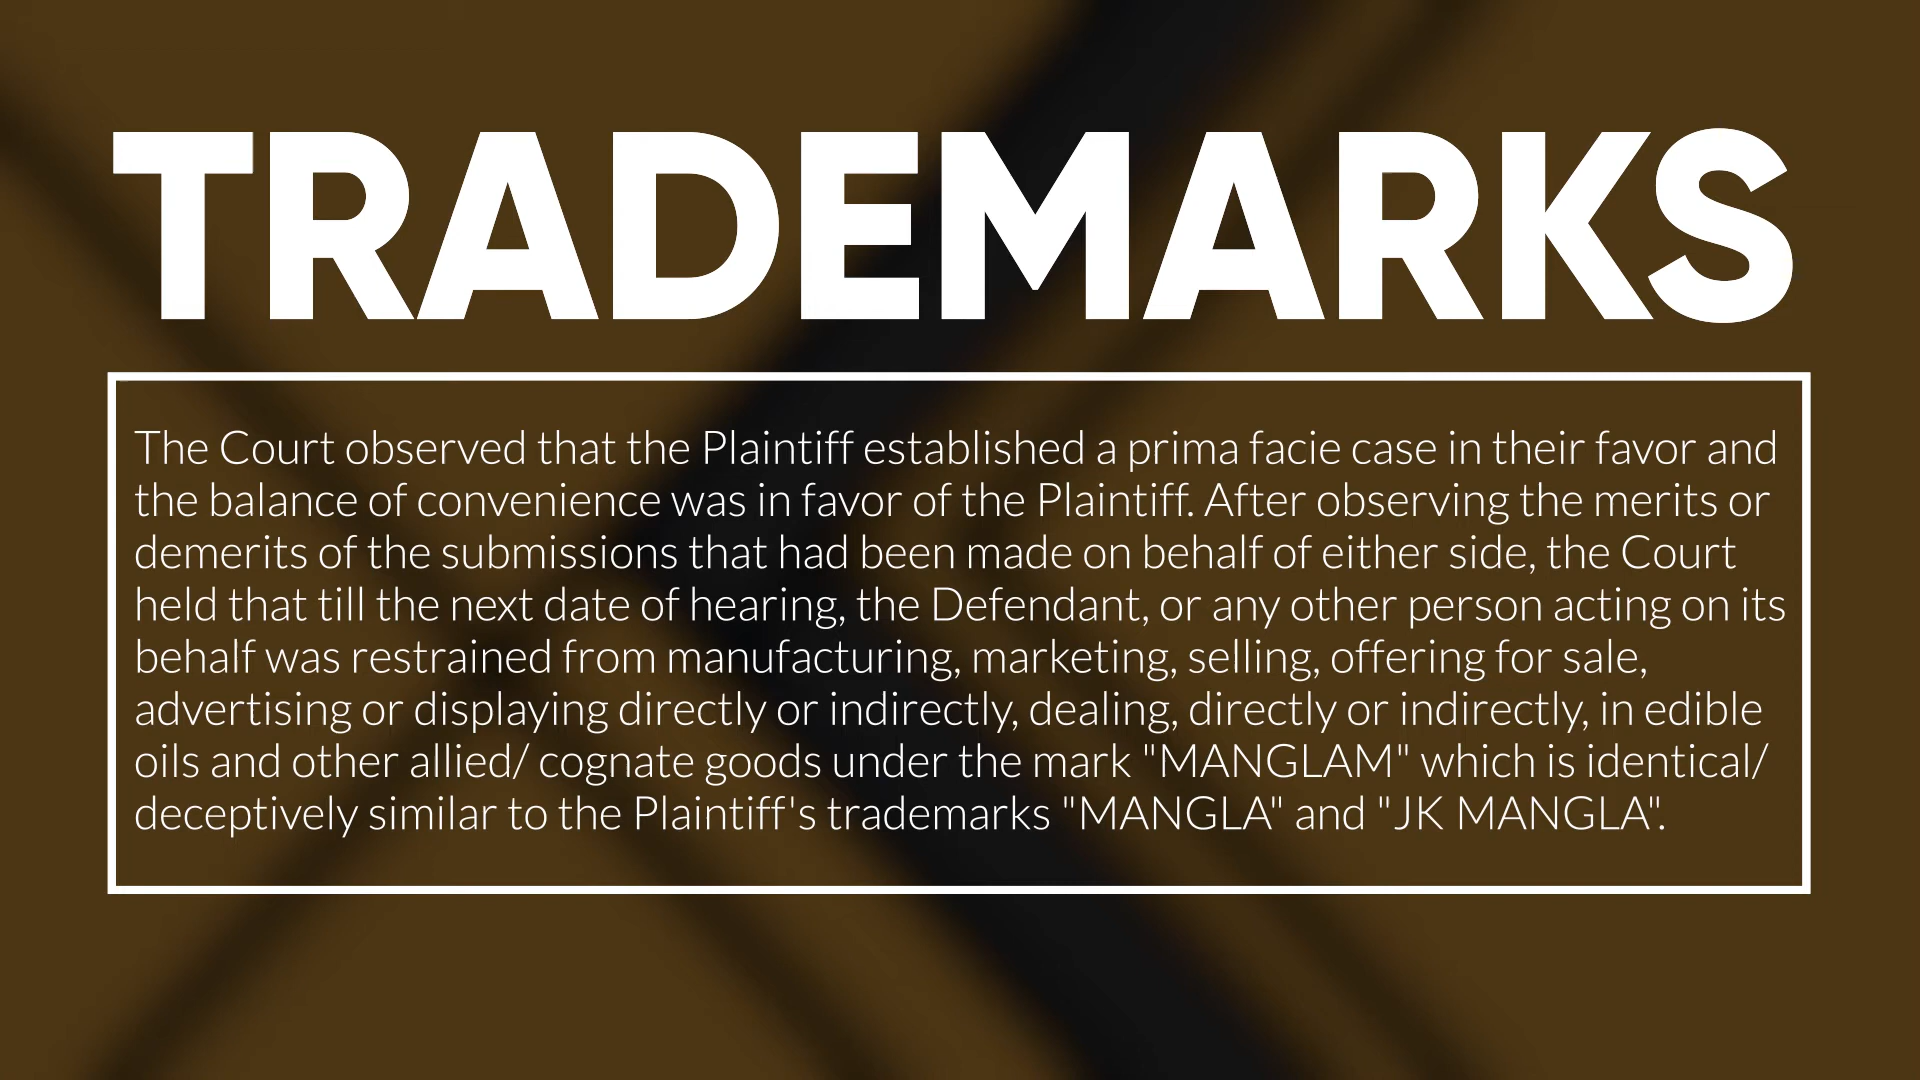 TRADEMARKS
The Court observed that the Plaintiff established a prima facie case in their favor and
the balance of convenience was in favor of the Plaintiff. After observing the merits or
demerits of the submissions that had been made on behalf of either side, the Court
held that till the next date of hearing, the Defendant, or any other person acting on its
behalf was restrained from manufacturing, marketing, selling, offering for sale,
advertising or displaying directly or indirectly, dealing, directly or indirectly, in edible
oils and other allied/ cognate goods under the mark "MANGLAM" which is identical/
deceptively similar to the Plaintiff's trademarks "MANGLA" and "JK MANGLA".